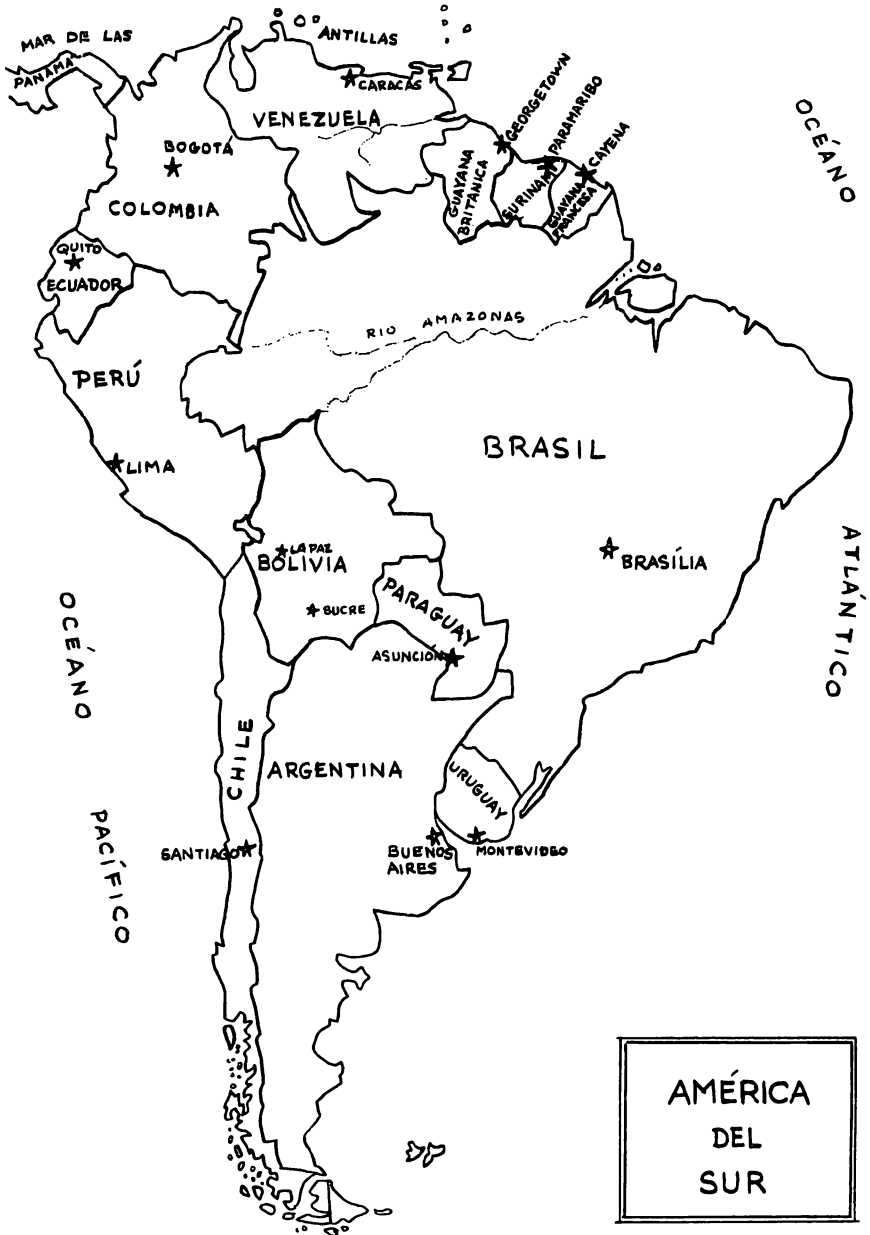 MAR DE LAS
ANTILLAS
PANAMÁ
CARACAS
VENEZUELA
GEORGETOWN
PARAMARIBO
CAYENA
OCÉANO
BOGOTÁ
COLOMBIA
GUAYANA
BRITANICA
SURINAM
GUAYANA
FRANCESA
QUITO
ECUADOR
RIO AMAZONAS
PERÚ
LIMA
BRASIL
BRASÍLIA
ATLÁNTICO
LA PAZ
BOLIVIA
SUCRE
PARAGUAY
ASUNCIÓN
OCÉANO
CHILE
ARGENTINA
URUGUAY
PACÍFICO
SANTIAGO
BUENOS
AIRES
MONTEVIDEO
AMÉRICA
DEL
SUR